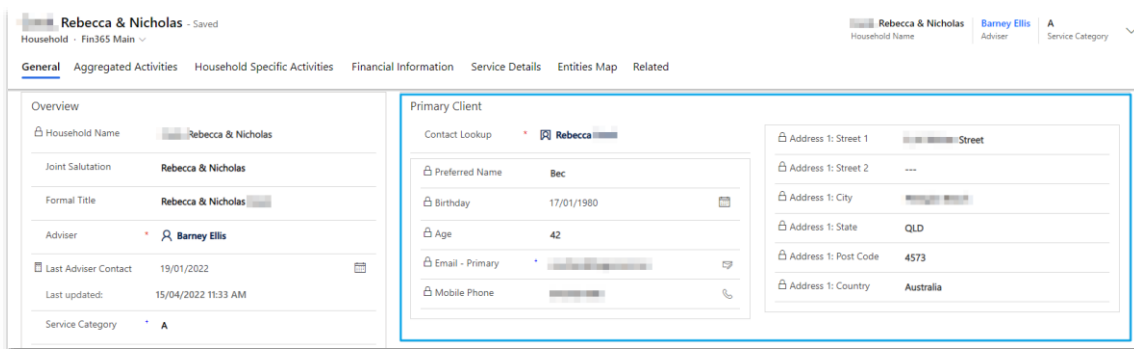 Rebecca & Nicholas - Saved
Household · Fin365 Main
Rebecca & Nicholas
Household Name
Barney Ellis
Adviser
A
Service Category
General Aggregated Activities Household Specific Activities Financial Information Service Details Entities Map Related
Overview
Household Name Rebecca & Nicholas
Joint Salutation Rebecca & Nicholas
Formal Title Rebecca & Nicholas
Adviser * Barney Ellis
Last Adviser Contact 19/01/2022
Last updated: 15/04/2022 11:33 AM
Service Category A
Primary Client
Contact Lookup * Rebecca
Preferred Name Bec
Birthday 17/01/1980
Age 42
Email - Primary
Mobile Phone
Address 1: Street 1 Street
Address 1: Street 2 ---
Address 1: City
Address 1: State QLD
Address 1: Post Code 4573
Address 1: Country Australia